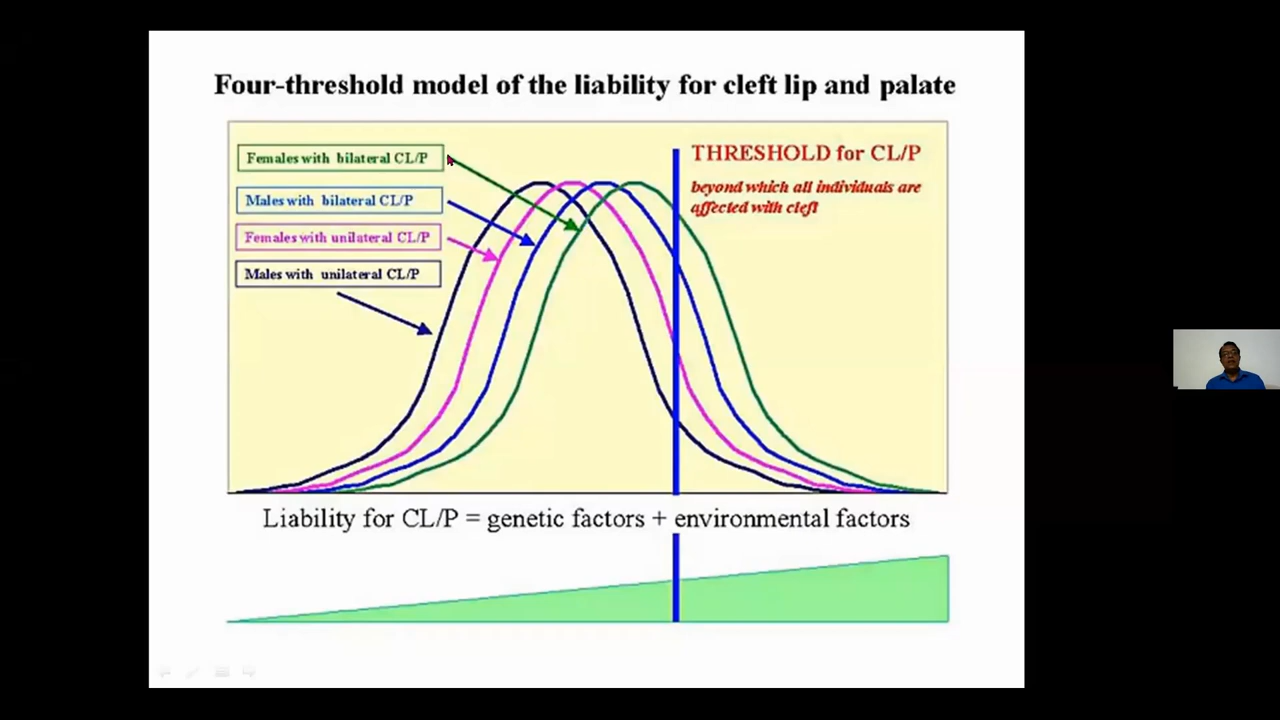 Four-threshold model of the liability for cleft lip and palate
Females with bilateral CL/P
Males with bilateral CL/P
Females with unilateral CL/P
Males with unilateral CL/P
THRESHOLD for CL/P
beyond which all individuals are
affected with cleft
Liability for CL/P = genetic factors + environmental factors